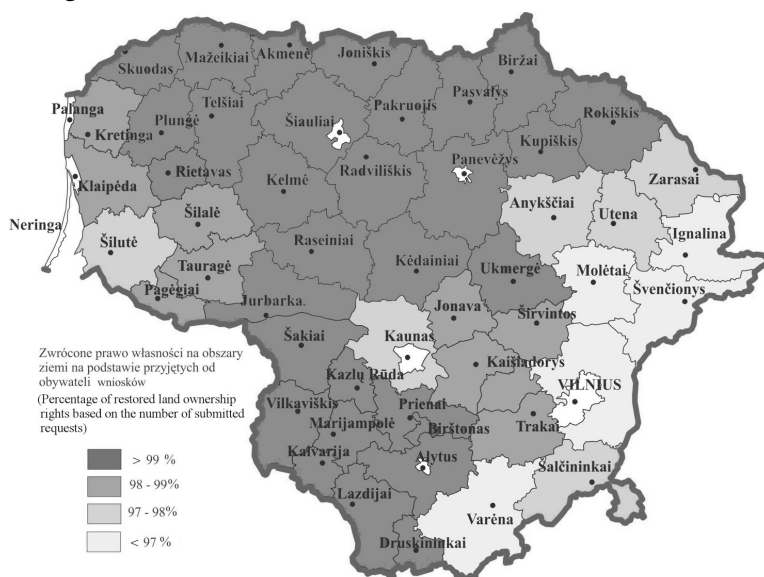 Skuodas
Mažeikiai
Akmenė
Joniškis
Biržai
Palanga
Kretinga
Plungė
Telšiai
Šiauliai
Pakruojis
Pasvalys
Rokiškis
Kupiškis
Klaipėda
Rietavas
Kelmė
Radviliškis
Panevėžys
Zarasai
Neringa
Šilutė
Šilalė
Anykščiai
Utena
Ignalina
Tauragė
Raseiniai
Kėdainiai
Ukmergė
Molėtai
Švenčionys
Pagėgiai
Jurbarka.
Jonava
Širvintos
Šakiai
Kaunas
Kaišiadorys
VILNIUS
Kazlų Rūda
Vilkaviškis
Prienai
Marijampolė
Birštonas
Trakai
Kalvarija
Alytus
Šalčininkai
Lazdijai
Varėna
Druskininkai
Zwrócone prawo własności na obszary
ziemi na podstawie przyjętych od
obywateli wniosków
(Percentage of restored land ownership
rights based on the number of submitted
requests)
> 99 %
98 - 99%
97 - 98%
< 97 %